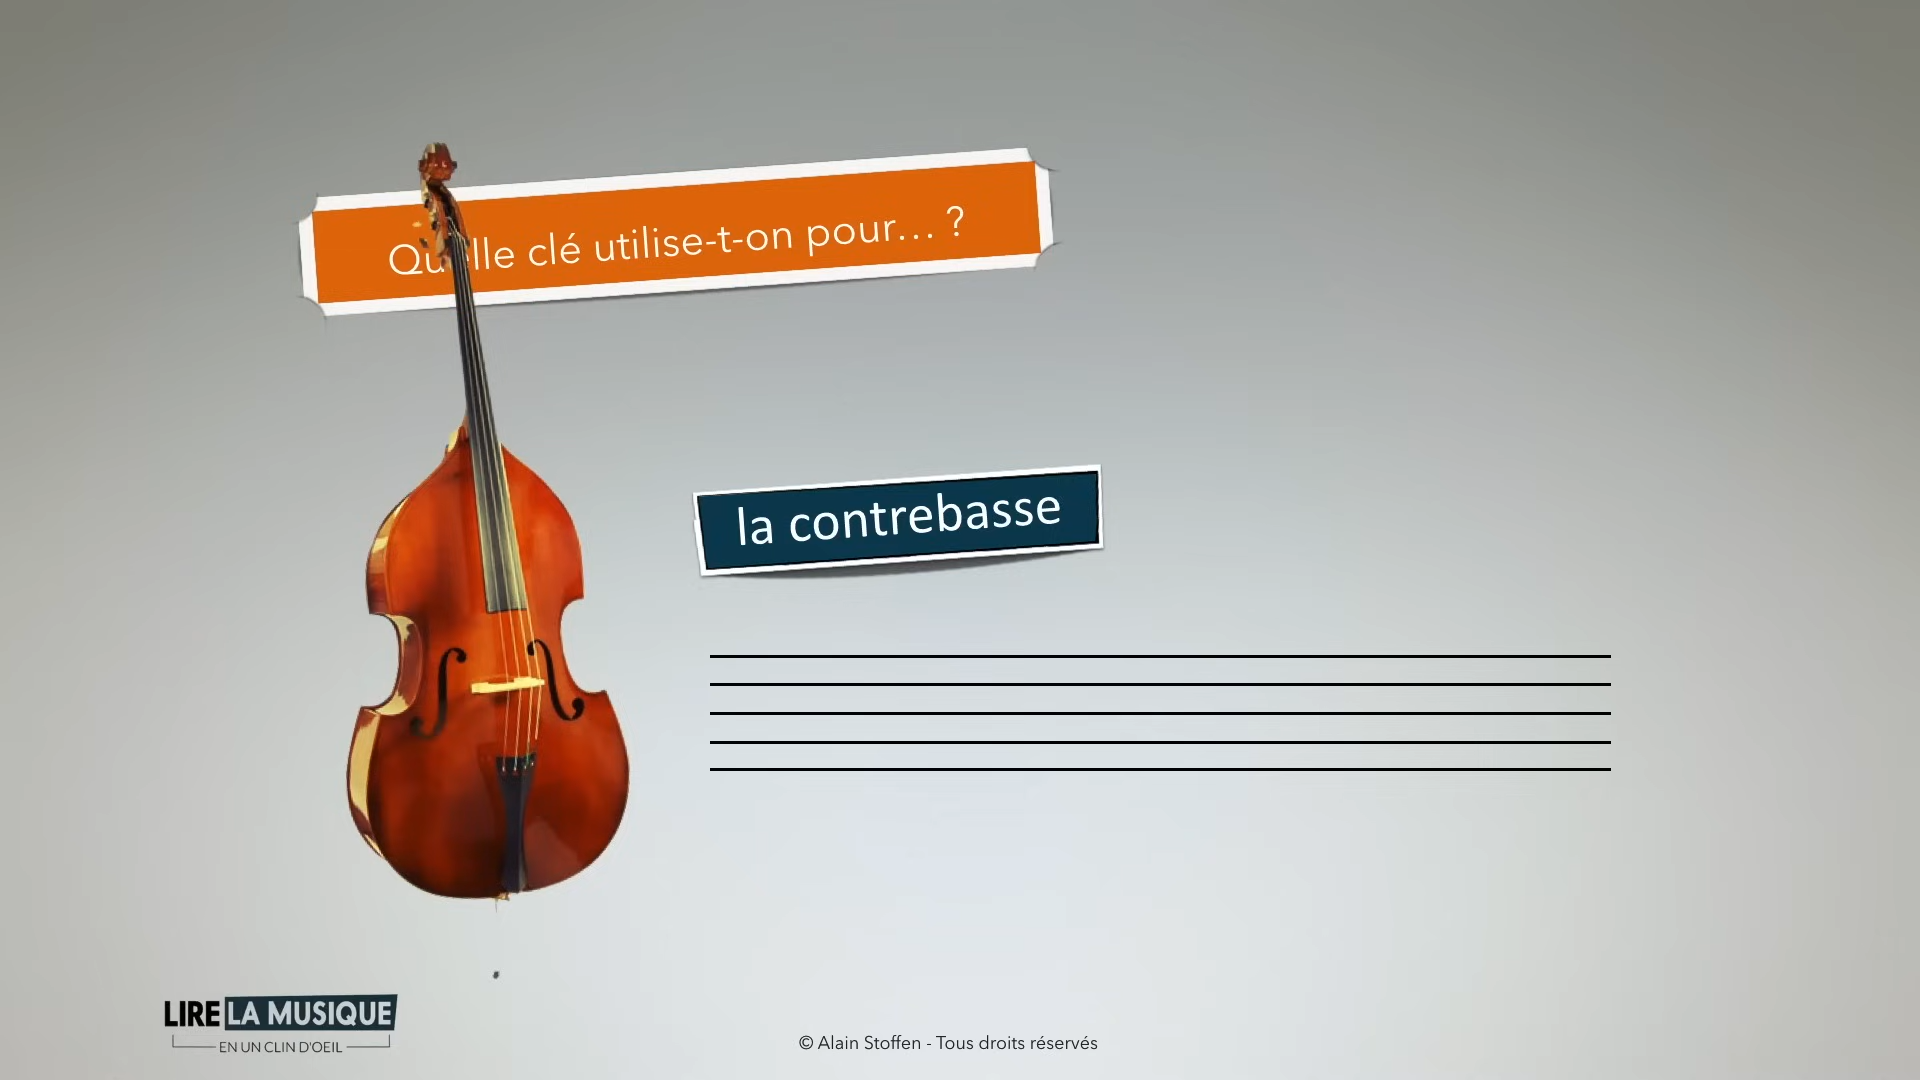 Quelle clé utilise-t-on pour... ?
la contrebasse
LIRE LA MUSIQUE
EN UN CLIN D'OEIL
© Alain Stoffen - Tous droits réservés